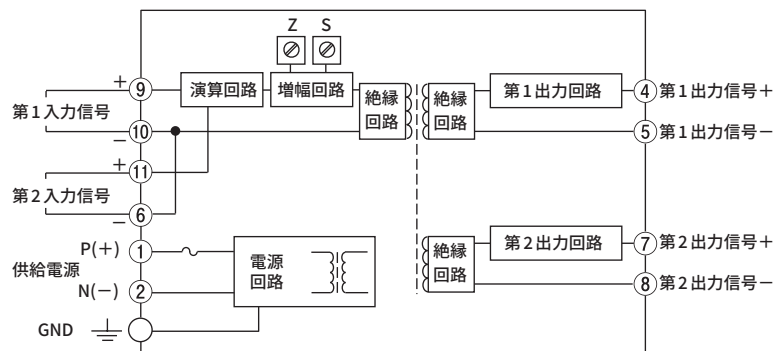 Z S
＋ ⑨ 演算回路 増幅回路 絶縁回路 絶縁回路 第1出力回路 ④ 第1出力信号＋
第1入力信号
－ ⑩ ⑤ 第1出力信号－
＋ ⑪
第2入力信号
－ ⑥
P(＋) ① 電源回路 絶縁回路 第2出力回路 ⑦ 第2出力信号＋
供給電源
N(－) ② ⑧ 第2出力信号－
GND